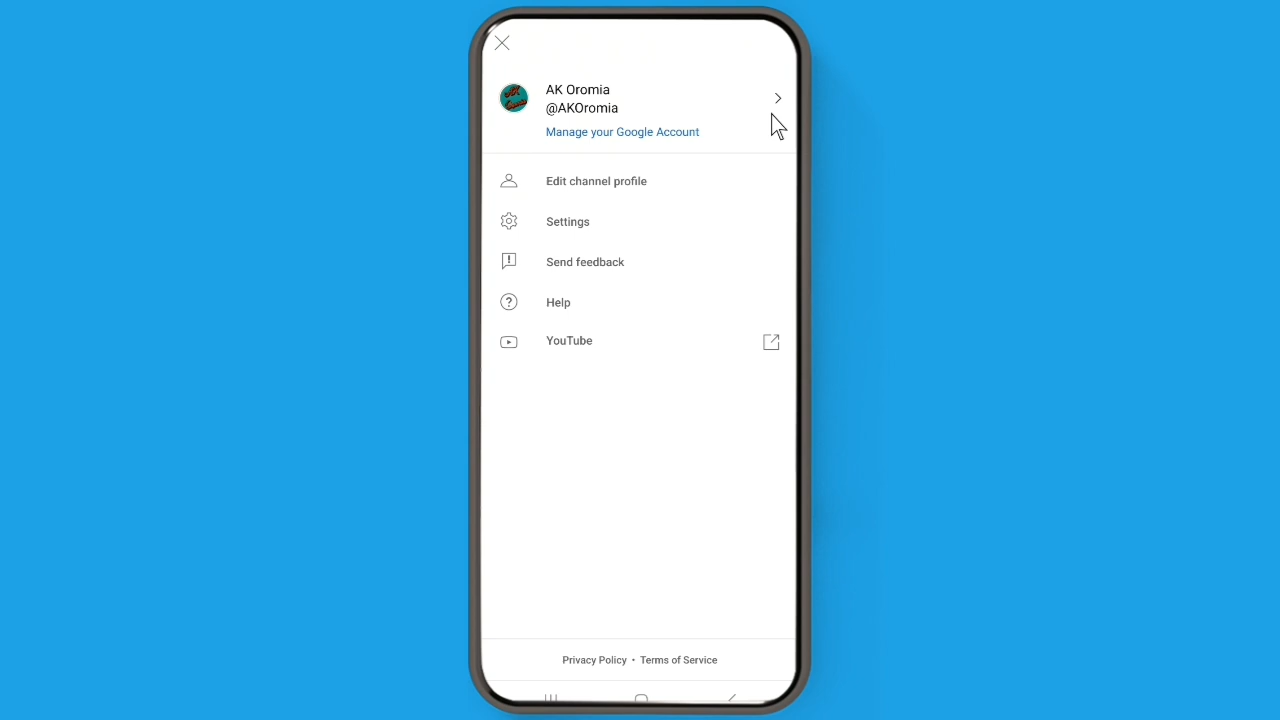 AK Oromia
@AKOromia
Manage your Google Account
Edit channel profile
Settings
Send feedback
Help
YouTube
Privacy Policy • Terms of Service